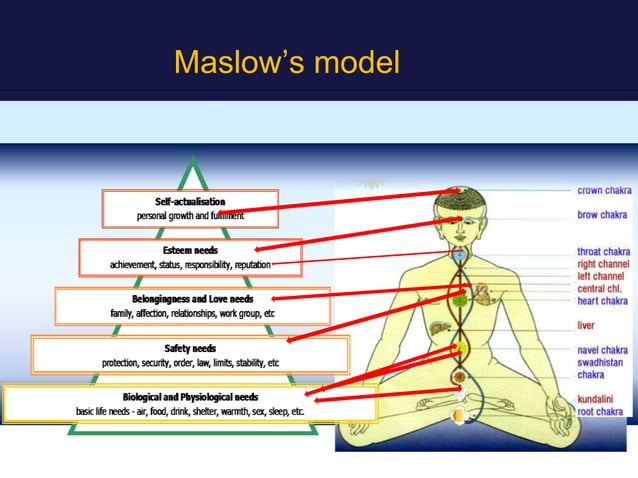 Maslow's model
Self-actualisation
personal growth and fulfilment
Esteem needs
achievement, status, responsibility, reputation
Belongingness and Love needs
family, affection, relationships, work group, etc
Safety needs
protection, security, order, law, limits, stability, etc
Biological and Physiological needs
basic life needs - air, food, drink, shelter, warmth, sex, sleep, etc.
crown chakra
brow chakra
throat chakra
right channel
left channel
central chl.
heart chakra
liver
navel chakra
swadhistan
chakra
kundalini
root chakra